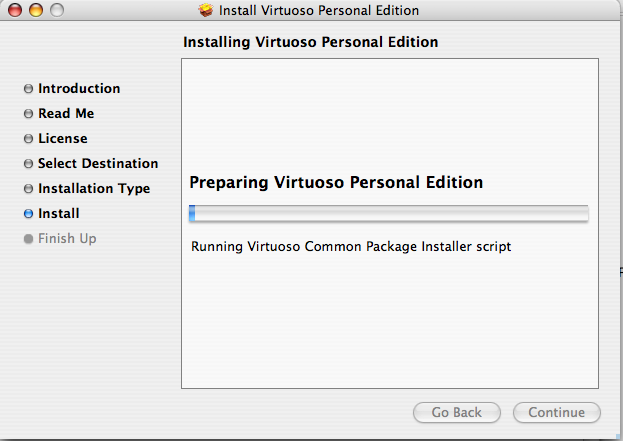 Install Virtuoso Personal Edition
Installing Virtuoso Personal Edition
Introduction
Read Me
License
Select Destination
Installation Type
Install
Finish Up
Preparing Virtuoso Personal Edition
Running Virtuoso Common Package Installer script
Go Back
Continue